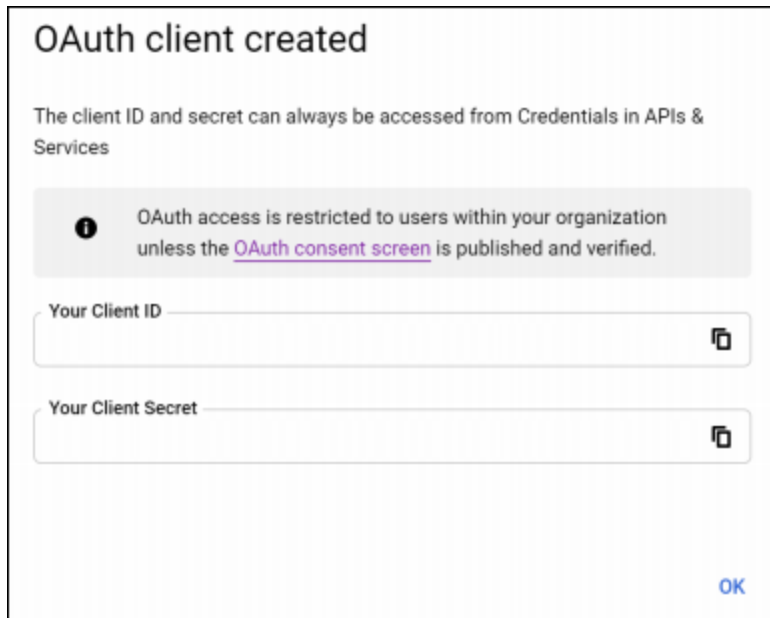 OAuth client created
The client ID and secret can always be accessed from Credentials in APIs &
Services
OAuth access is restricted to users within your organization
unless the OAuth consent screen is published and verified.
Your Client ID
Your Client Secret
OK